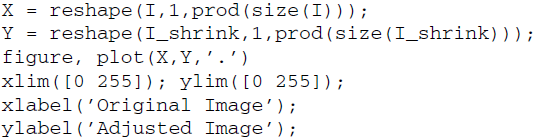 X = reshape(I,1,prod(size(I)));
Y = reshape(I_shrink,1,prod(size(I_shrink)));
figure, plot(X,Y,’.’)
xlim([0 255]); ylim([0 255]);
xlabel(’Original Image’);
ylabel(’Adjusted Image’);